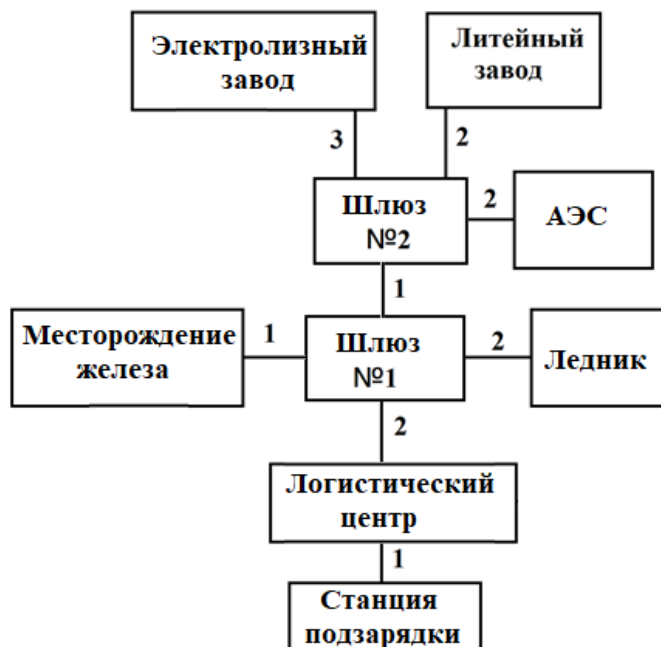 Электролизный
завод
Литейный
завод
3
2
Шлюз
№2
2
АЭС
1
Месторождение
железа
1
Шлюз
№1
2
Ледник
2
Логистический
центр
1
Станция
подзарядки